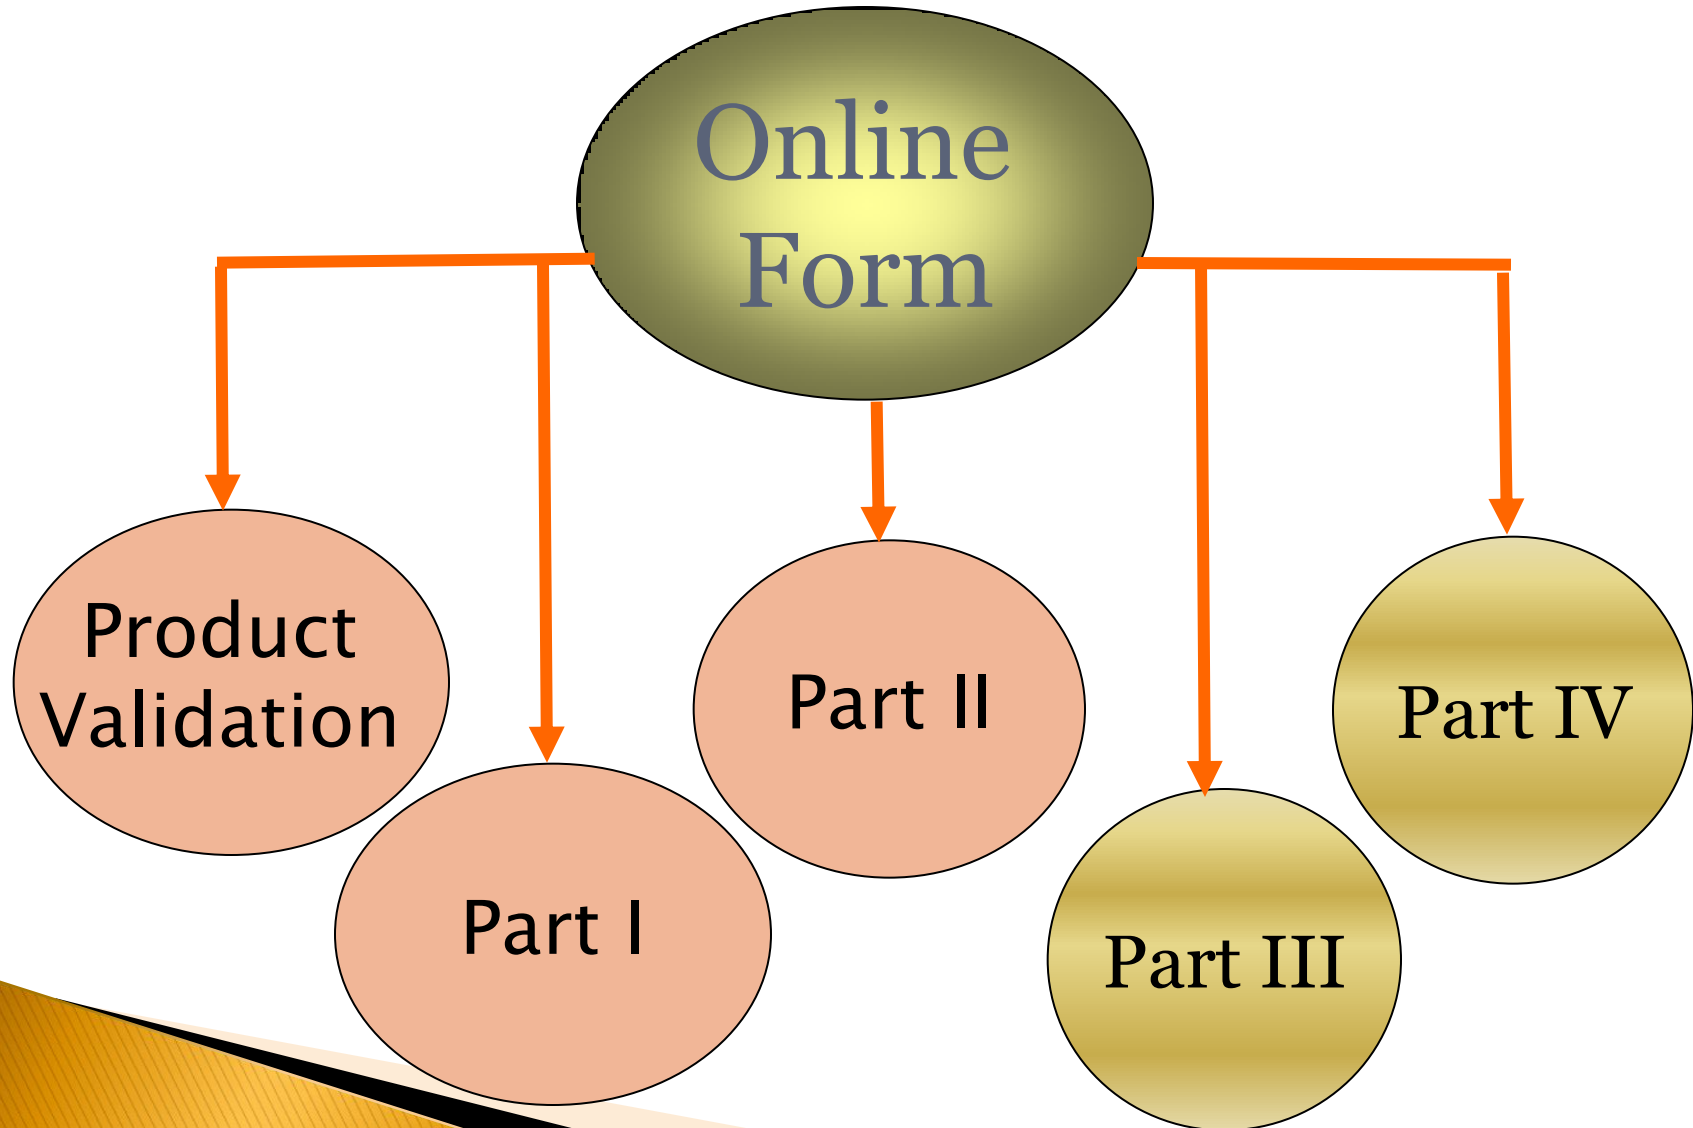 Online
Form
Product
Validation
Part I
Part II
Part III
Part IV